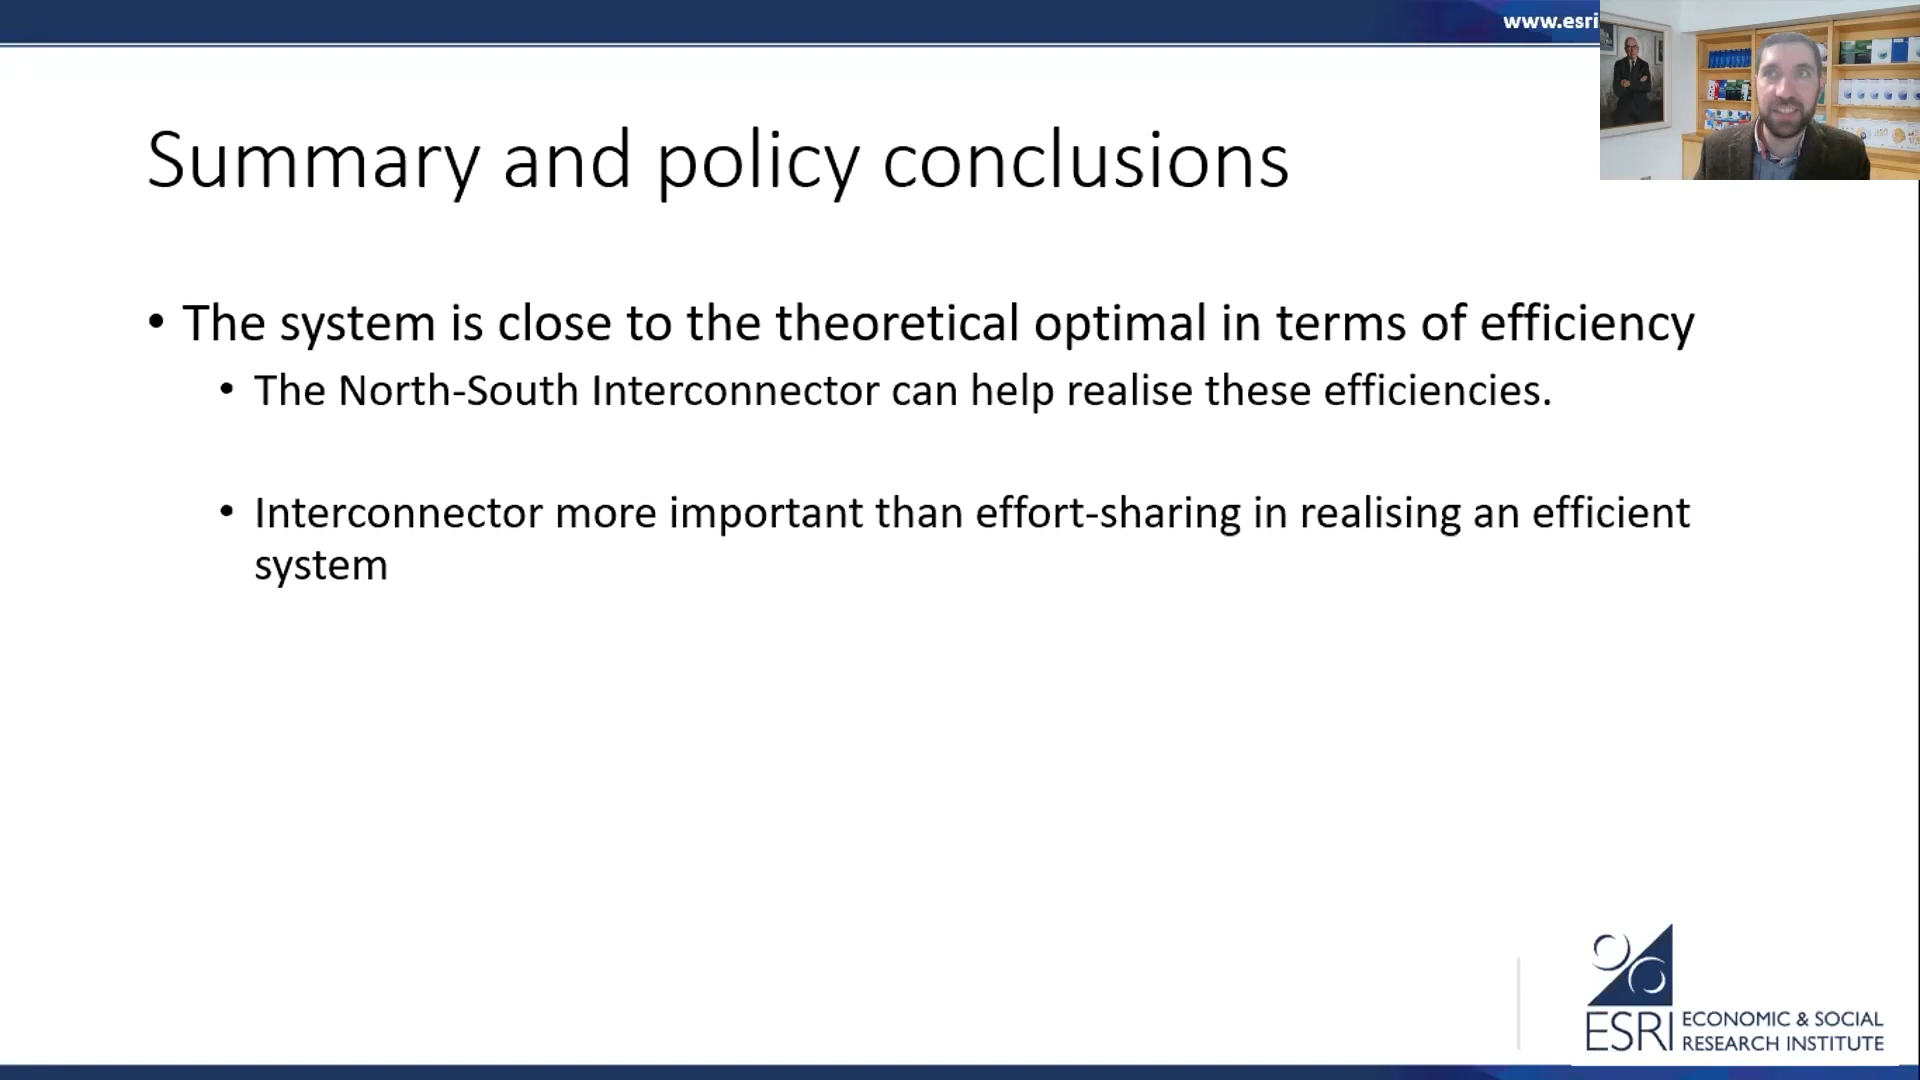 www.esri
Summary and policy conclusions
• The system is close to the theoretical optimal in terms of efficiency
• The North-South Interconnector can help realise these efficiencies.
• Interconnector more important than effort-sharing in realising an efficient
system
ESRI
ECONOMIC & SOCIAL
RESEARCH INSTITUTE